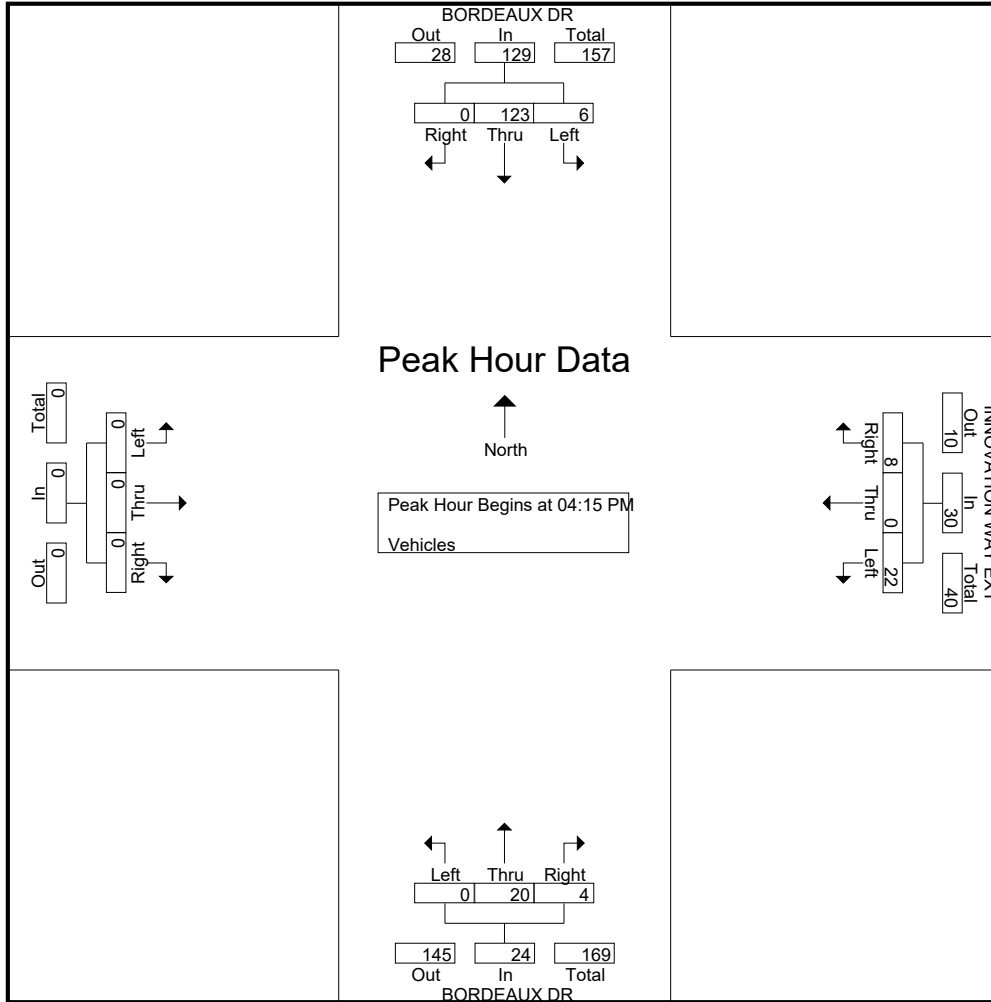 BORDEAUX DR
Out In Total
28 129 157
0 123 6
Right Thru Left
Peak Hour Data
North
Peak Hour Begins at 04:15 PM
Vehicles
Total In Out
0 0 0
0 0 0
Left Thru Right
INNOVATION WAY EXT
Out In Total
10 30 40
8 0 22
Right Thru Left
Left Thru Right
0 20 4
145 24 169
Out In Total
BORDEAUX DR